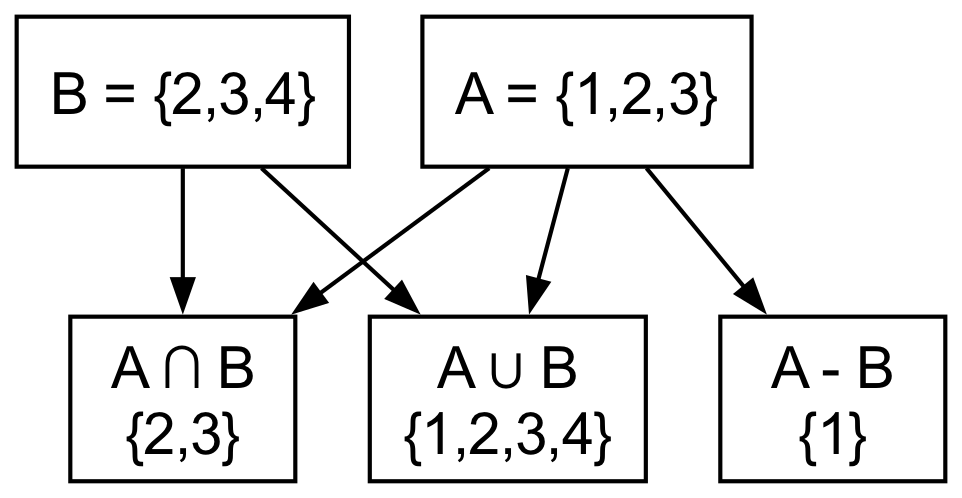 B = {2,3,4}
A = {1,2,3}
A ∩ B
{2,3}
A ∪ B
{1,2,3,4}
A - B
{1}